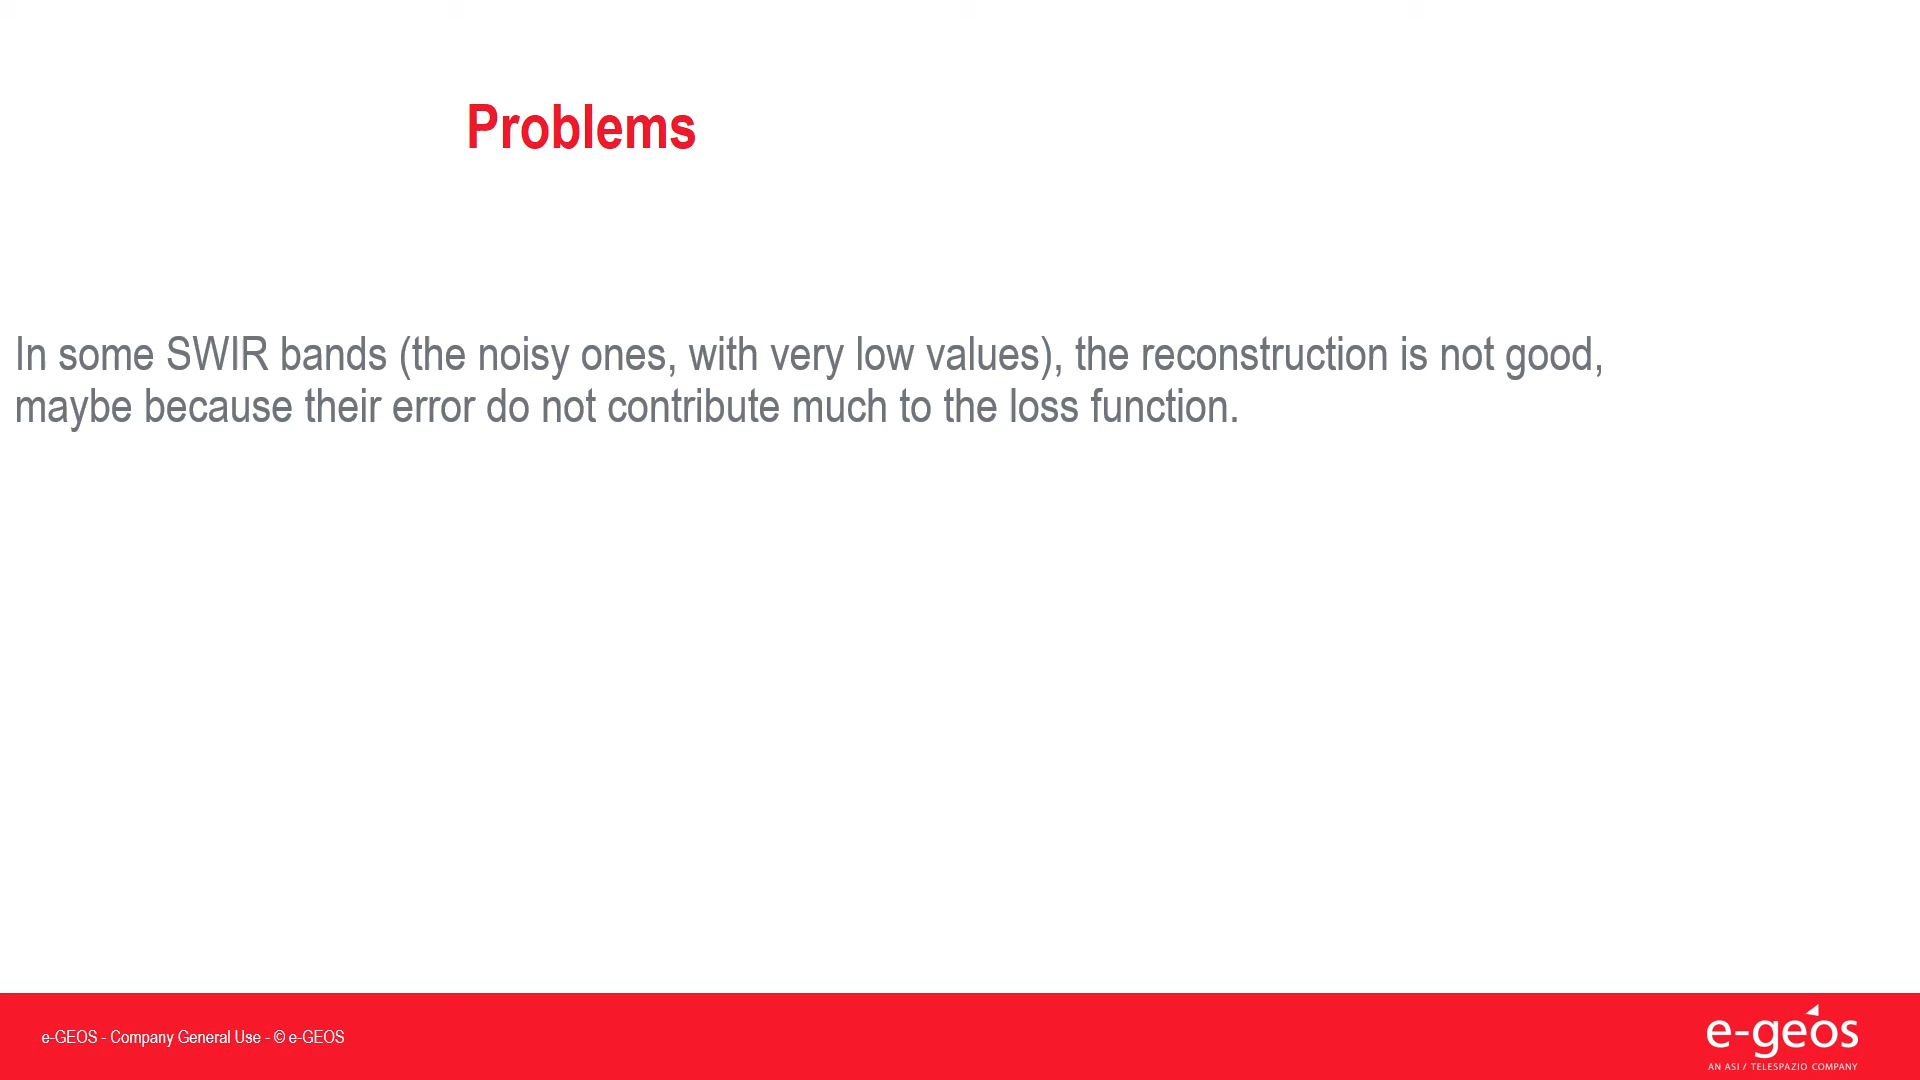 Problems
In some SWIR bands (the noisy ones, with very low values), the reconstruction is not good,
maybe because their error do not contribute much to the loss function.
e-GEOS - Company General Use - © e-GEOS
e-geos
AN ASI / TELESPAZIO COMPANY